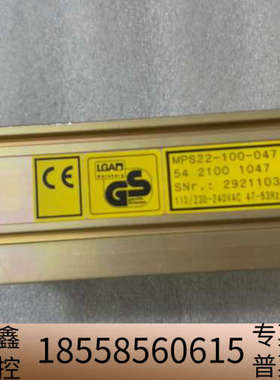 CE
LGA
GS
MPS22-100-047
54 2100 1047
SNr.: 2921103
110/230-240VAC 47-63Hz
鑫
控
18558560615
专
普